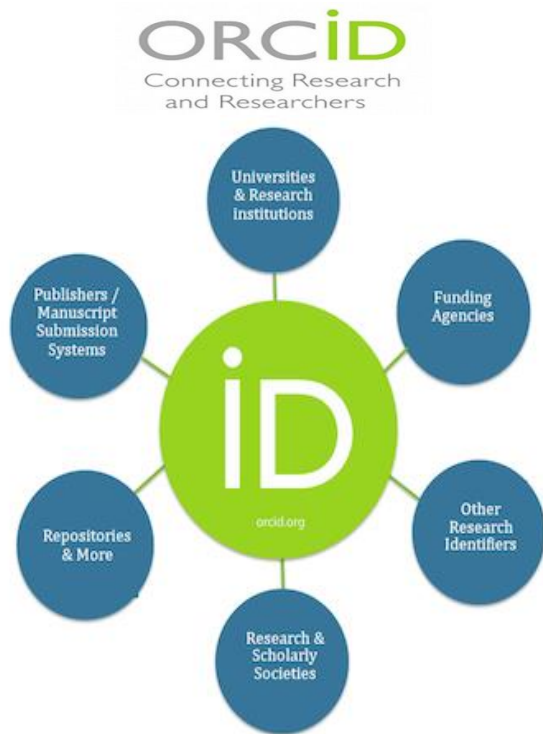 ORCiD
Connecting Research
and Researchers
Universities
& Research
institutions
Publishers /
Manuscript
Submission
Systems
Funding
Agencies
iD
orcid.org
Repositories
& More
Other
Research
Identifiers
Research &
Scholarly
Societies